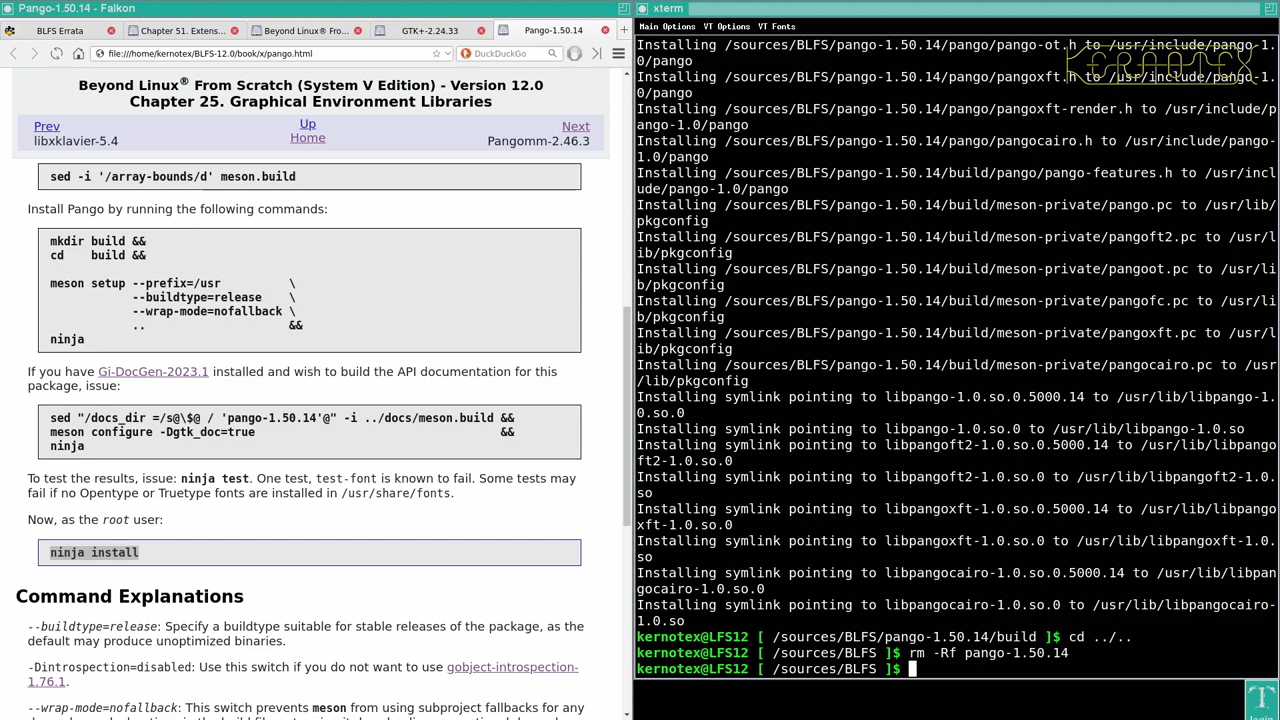 Pango-1.50.14 - Falkon
BLFS Errata
Chapter 51. Extens...
Beyond Linux® Fro...
GTK+-2.24.33
Pango-1.50.14
file:///home/kernotex/BLFS-12.0/book/x/pango.html
DuckDuckGo
Beyond Linux® From Scratch (System V Edition) - Version 12.0
Chapter 25. Graphical Environment Libraries
Prev
Up
Next
libxklavier-5.4
Home
Pangomm-2.46.3
sed -i '/array-bounds/d' meson.build
Install Pango by running the following commands:
mkdir build &&
cd    build &&
meson setup --prefix=/usr         \
--buildtype=release    \
--wrap-mode=nofallback \
..                     &&
ninja
If you have Gi-DocGen-2023.1 installed and wish to build the API documentation for this
package, issue:
sed "/docs_dir =/s@\$@ / 'pango-1.50.14'@" -i ../docs/meson.build &&
meson configure -Dgtk_doc=true                                    &&
ninja
To test the results, issue: ninja test. One test, test-font is known to fail. Some tests may
fail if no Opentype or Truetype fonts are installed in /usr/share/fonts.
Now, as the root user:
ninja install
Command Explanations
--buildtype=release: Specify a buildtype suitable for stable releases of the package, as the
default may produce unoptimized binaries.
-Dintrospection=disabled: Use this switch if you do not want to use gobject-introspection-
1.76.1.
--wrap-mode=nofallback: This switch prevents meson from using subproject fallbacks for any
xterm
Main Options  VT Options  VT Fonts
KERNOTEX
Installing /sources/BLFS/pango-1.50.14/pango/pango-ot.h to /usr/include/pango-1.
0/pango
Installing /sources/BLFS/pango-1.50.14/pango/pangoxft.h to /usr/include/pango-1.
0/pango
Installing /sources/BLFS/pango-1.50.14/pango/pangoxft-render.h to /usr/include/p
ango-1.0/pango
Installing /sources/BLFS/pango-1.50.14/pango/pangocairo.h to /usr/include/pango-
1.0/pango
Installing /sources/BLFS/pango-1.50.14/build/pango/pango-features.h to /usr/incl
ude/pango-1.0/pango
Installing /sources/BLFS/pango-1.50.14/build/meson-private/pango.pc to /usr/lib/
pkgconfig
Installing /sources/BLFS/pango-1.50.14/build/meson-private/pangoft2.pc to /usr/l
ib/pkgconfig
Installing /sources/BLFS/pango-1.50.14/build/meson-private/pangoot.pc to /usr/li
b/pkgconfig
Installing /sources/BLFS/pango-1.50.14/build/meson-private/pangofc.pc to /usr/li
b/pkgconfig
Installing /sources/BLFS/pango-1.50.14/build/meson-private/pangoxft.pc to /usr/l
ib/pkgconfig
Installing /sources/BLFS/pango-1.50.14/build/meson-private/pangocairo.pc to /usr
/lib/pkgconfig
Installing symlink pointing to libpango-1.0.so.0.5000.14 to /usr/lib/libpango-1.
0.so.0
Installing symlink pointing to libpango-1.0.so.0 to /usr/lib/libpango-1.0.so
Installing symlink pointing to libpangoft2-1.0.so.0.5000.14 to /usr/lib/libpango
ft2-1.0.so.0
Installing symlink pointing to libpangoft2-1.0.so.0 to /usr/lib/libpangoft2-1.0.
so
Installing symlink pointing to libpangoxft-1.0.so.0.5000.14 to /usr/lib/libpango
xft-1.0.so.0
Installing symlink pointing to libpangoxft-1.0.so.0 to /usr/lib/libpangoxft-1.0.
so
Installing symlink pointing to libpangocairo-1.0.so.0.5000.14 to /usr/lib/libpan
gocairo-1.0.so.0
Installing symlink pointing to libpangocairo-1.0.so.0 to /usr/lib/libpangocairo-
1.0.so
kernotex@LFS12 [ /sources/BLFS/pango-1.50.14/build ]$ cd ../..
kernotex@LFS12 [ /sources/BLFS ]$ rm -Rf pango-1.50.14
kernotex@LFS12 [ /sources/BLFS ]$